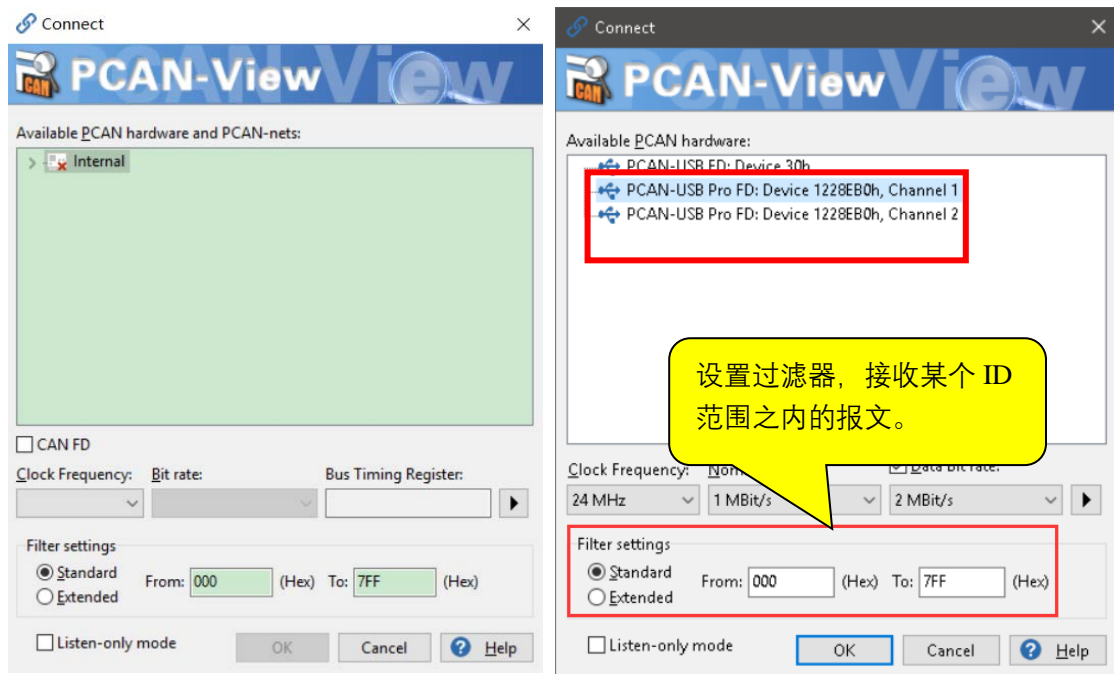 Connect
PCAN-View
Available PCAN hardware and PCAN-nets:
Internal
CAN FD
Clock Frequency: Bit rate: Bus Timing Register:
Filter settings
Standard
Extended
From: 000 (Hex) To: 7FF (Hex)
Listen-only mode
OK Cancel Help
Connect
PCAN-View
Available PCAN hardware:
PCAN-USB FD: Device 30h
PCAN-USB Pro FD: Device 1228EB0h, Channel 1
PCAN-USB Pro FD: Device 1228EB0h, Channel 2
设置过滤器，接收某个 ID
范围之内的报文。
Clock Frequency: Data bit rate:
24 MHz 1 MBit/s 2 MBit/s
Filter settings
Standard
Extended
From: 000 (Hex) To: 7FF (Hex)
Listen-only mode
OK Cancel Help